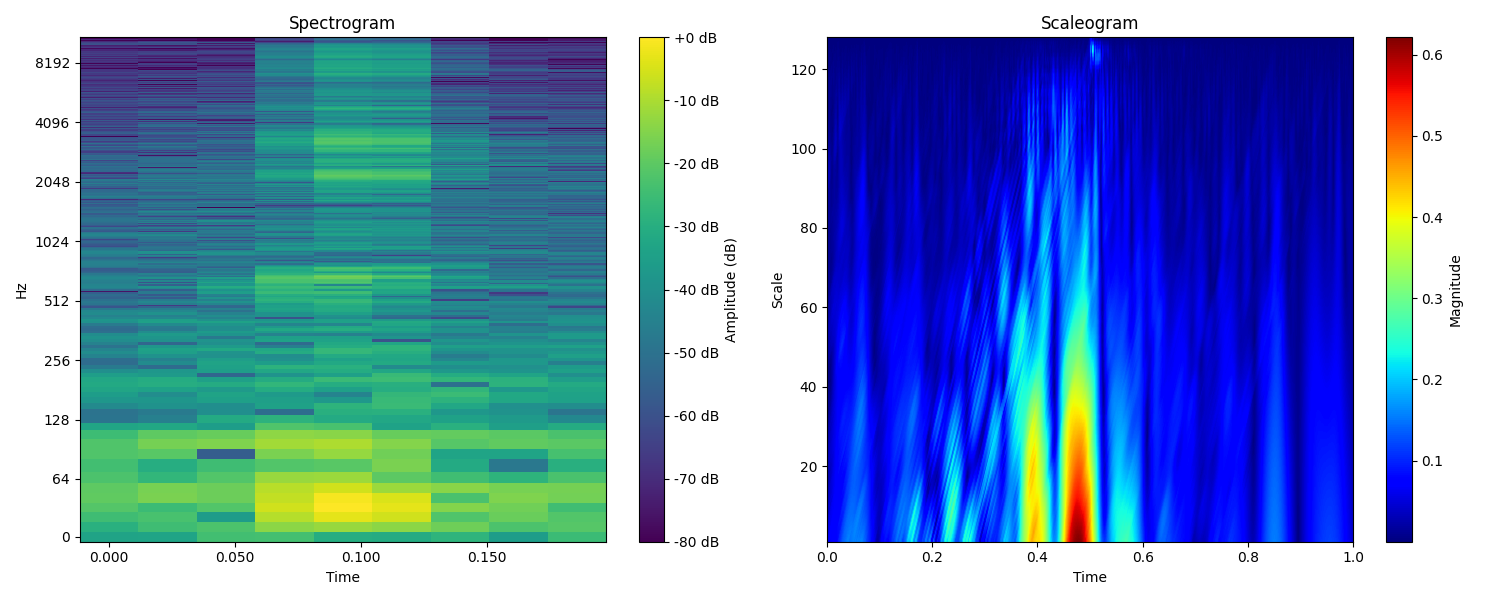 Spectrogram
Hz
8192
4096
2048
1024
512
256
128
64
0
0.000
0.050
0.100
0.150
Time
+0 dB
-10 dB
-20 dB
-30 dB
-40 dB
-50 dB
-60 dB
-70 dB
-80 dB
Amplitude (dB)
Scaleogram
Scale
120
100
80
60
40
20
0.0
0.2
0.4
0.6
0.8
1.0
Time
0.6
0.5
0.4
0.3
0.2
0.1
Magnitude